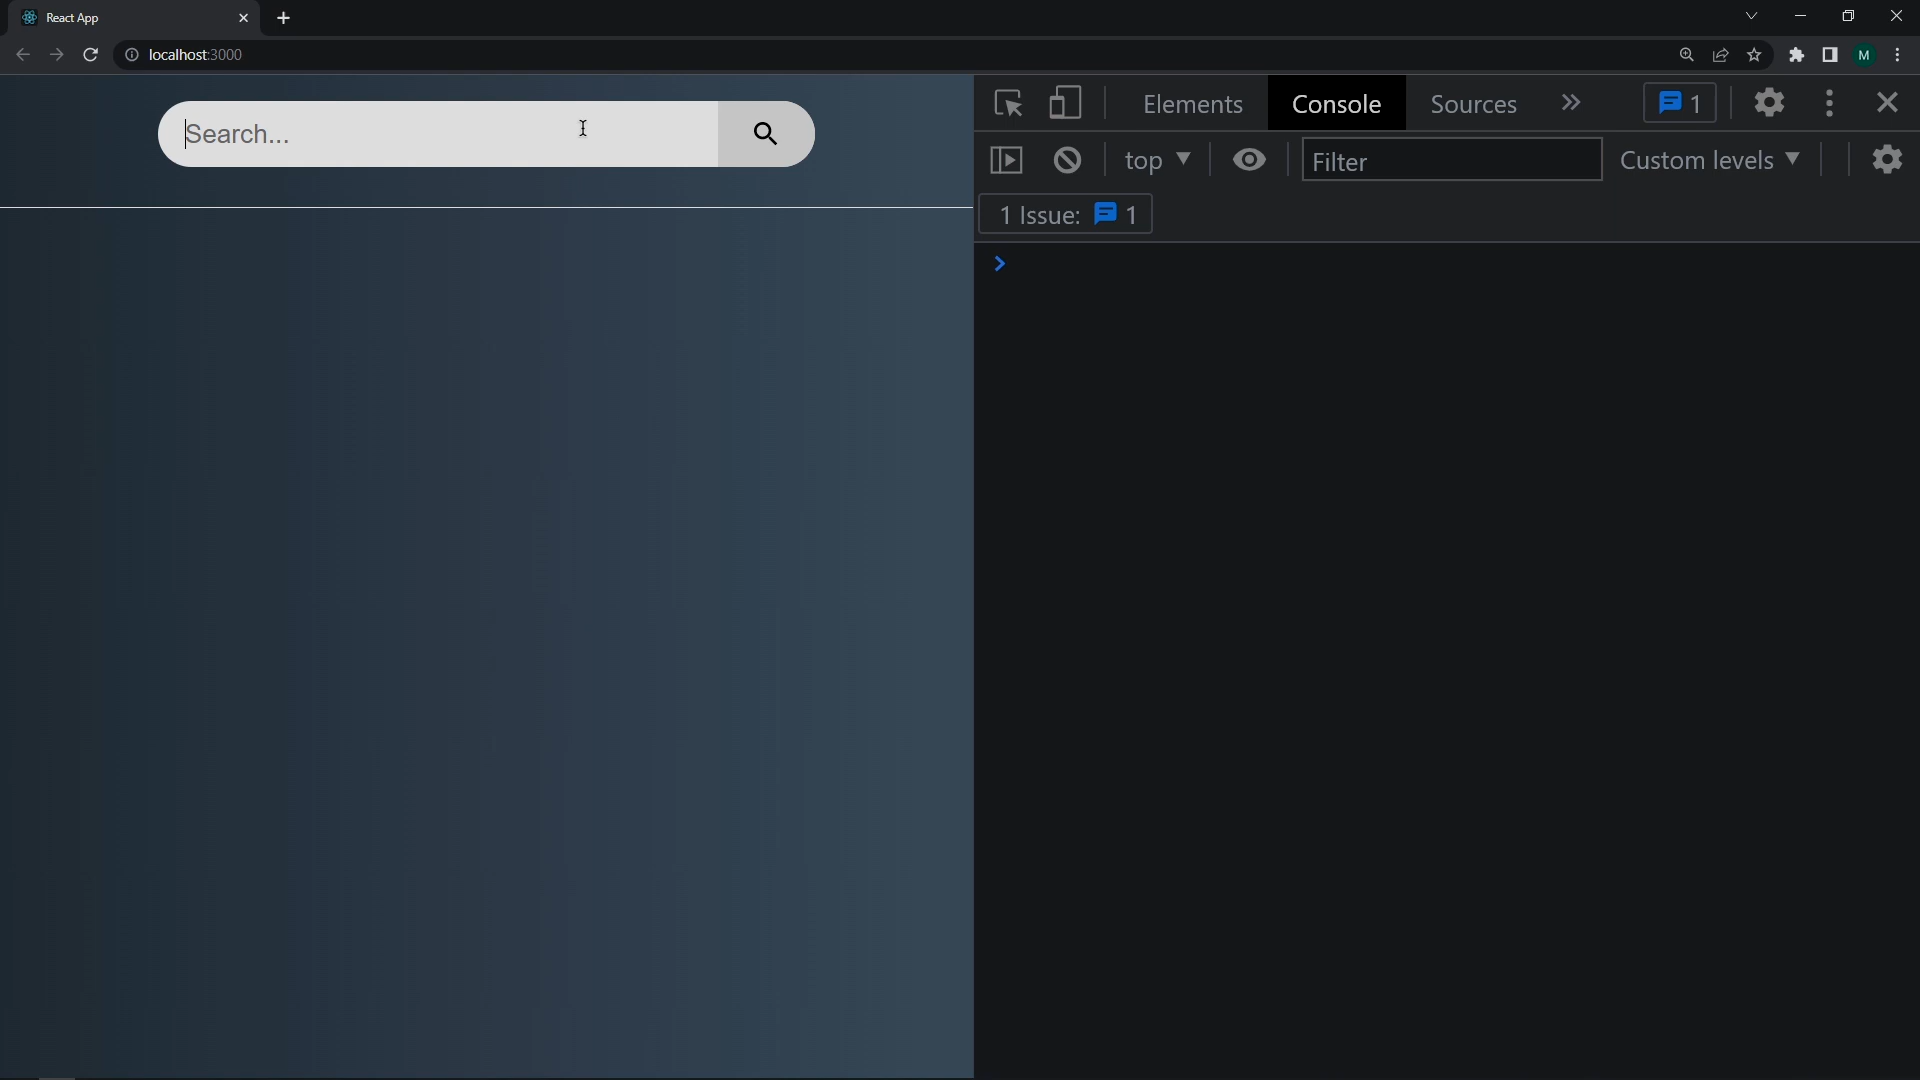 React App
localhost:3000
M
Search...
Elements
Console
Sources
1
top
Filter
Custom levels
1 Issue:
1